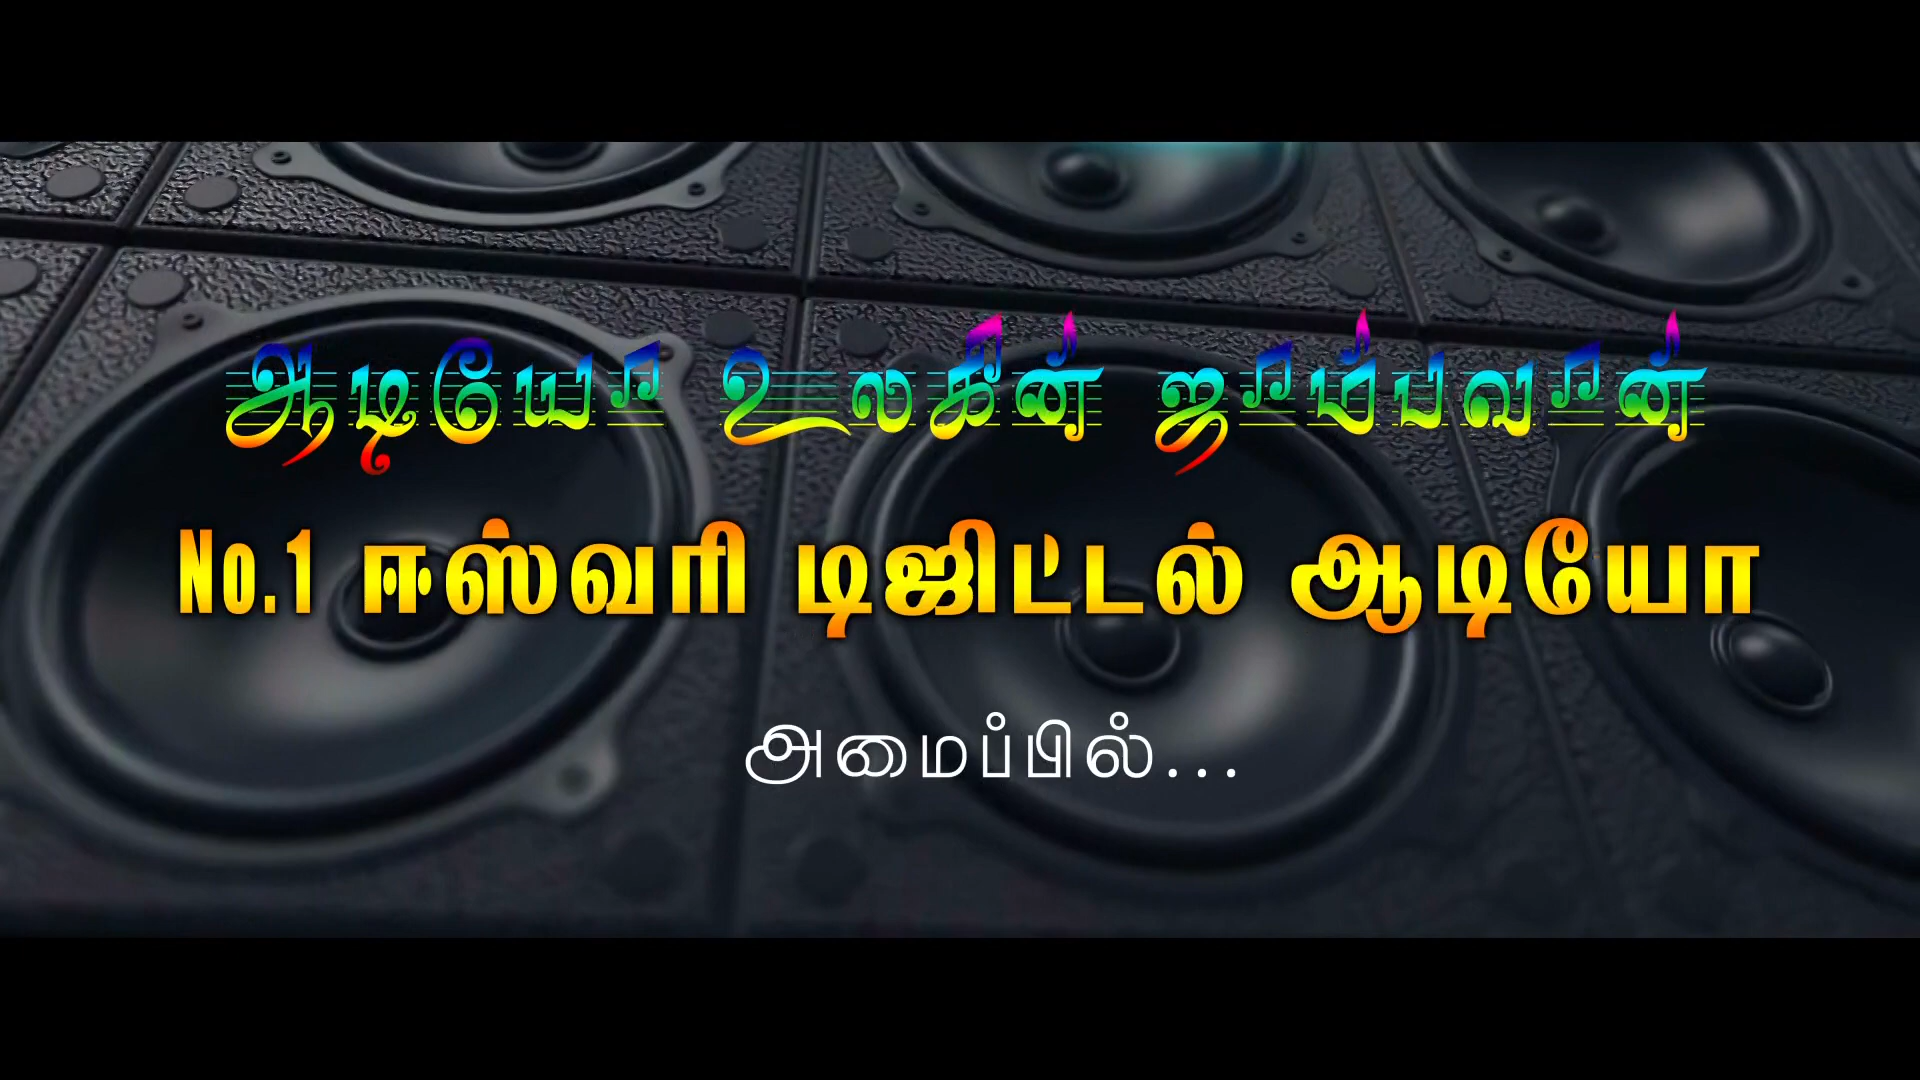 ஆடியோ உலகின் ஜாம்பவான்
No.1 ஈஸ்வரி டிஜிட்டல் ஆடியோ
அமைப்பில்...